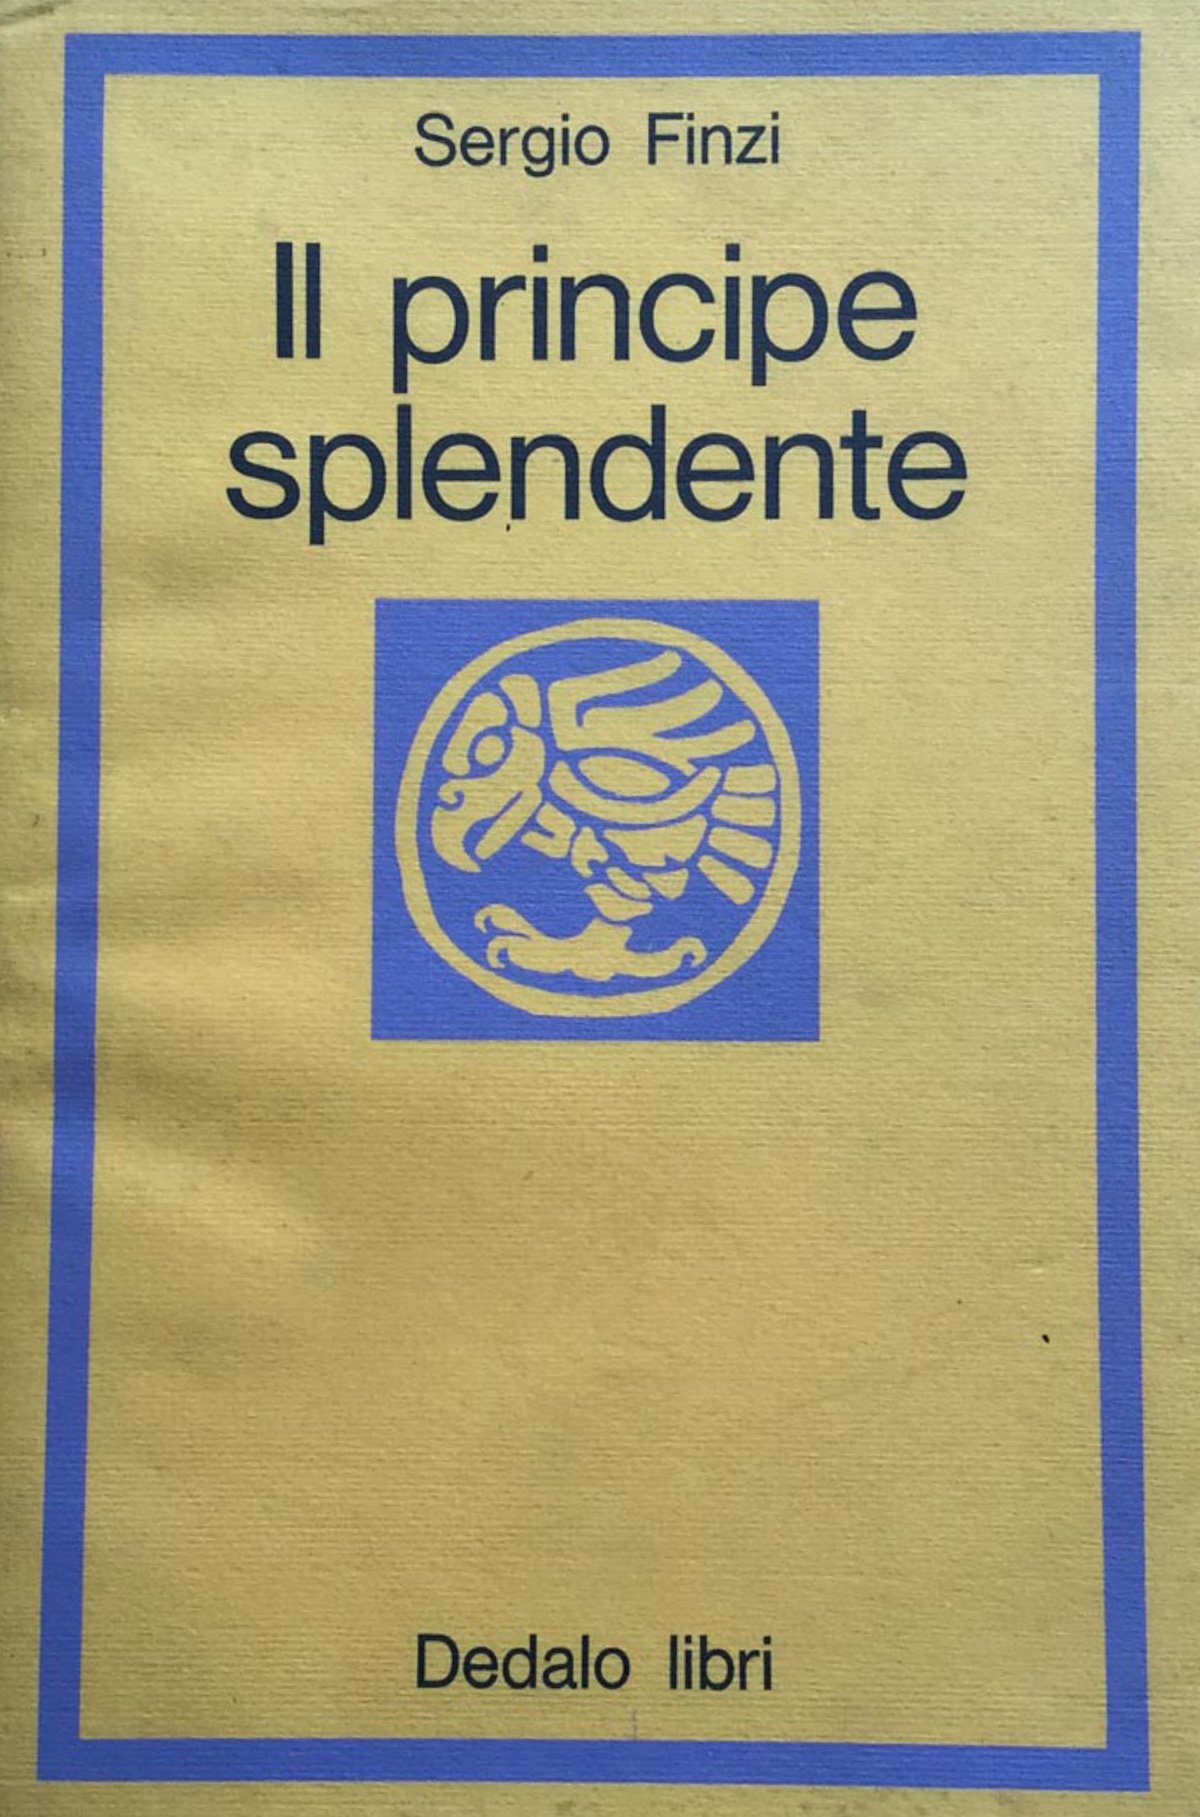 Sergio Finzi
Il principe
splendente
Dedalo libri